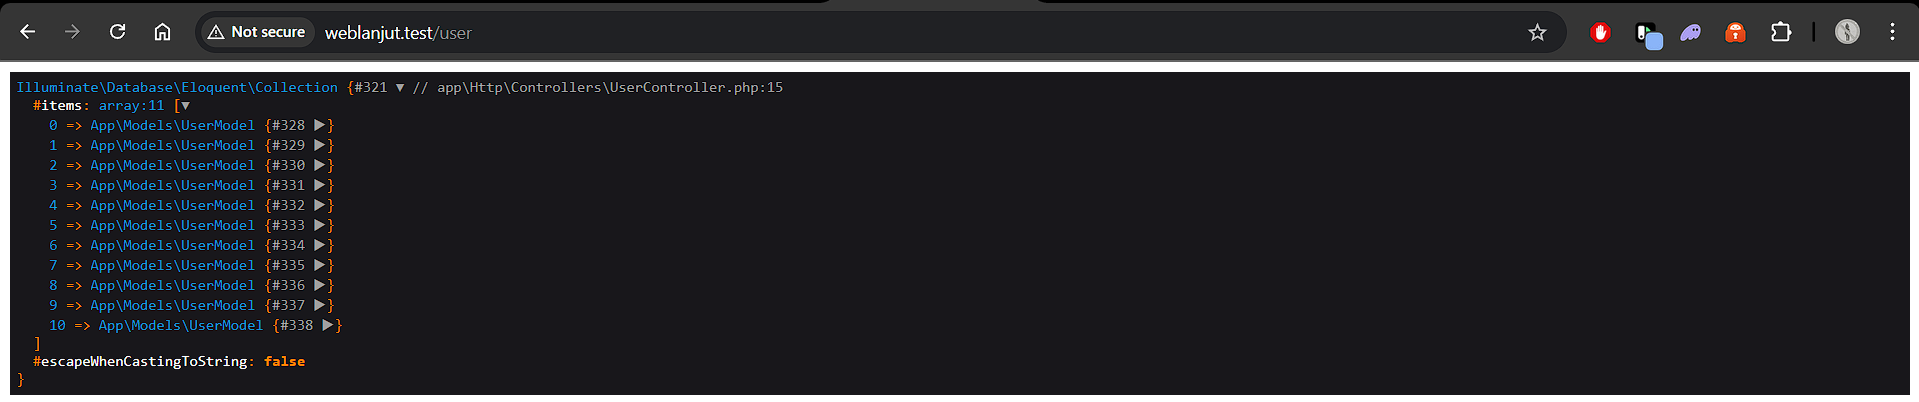 Not secure weblanjut.test/user
Illuminate\Database\Eloquent\Collection {#321 ▼ // app\Http\Controllers\UserController.php:15
#items: array:11 [▼
0 => App\Models\UserModel {#328 ▶}
1 => App\Models\UserModel {#329 ▶}
2 => App\Models\UserModel {#330 ▶}
3 => App\Models\UserModel {#331 ▶}
4 => App\Models\UserModel {#332 ▶}
5 => App\Models\UserModel {#333 ▶}
6 => App\Models\UserModel {#334 ▶}
7 => App\Models\UserModel {#335 ▶}
8 => App\Models\UserModel {#336 ▶}
9 => App\Models\UserModel {#337 ▶}
10 => App\Models\UserModel {#338 ▶}
]
#escapeWhenCastingToString: false
}